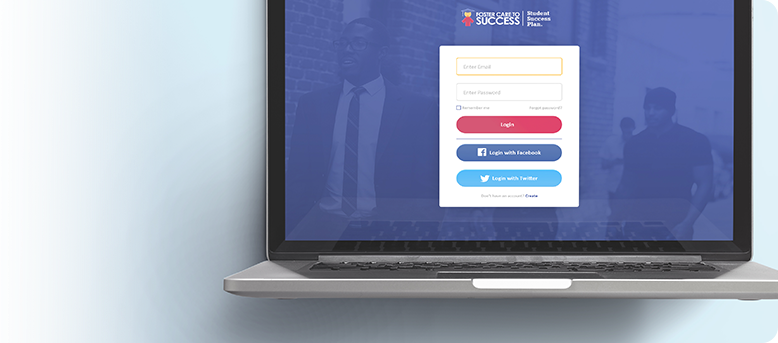 FOSTER CARE TO
SUCCESS
Student
Success
Plan.
Enter Email
Enter Password
Remember me
Forgot password?
Login
Login with Facebook
Login with Twitter
Don't have an account? Create